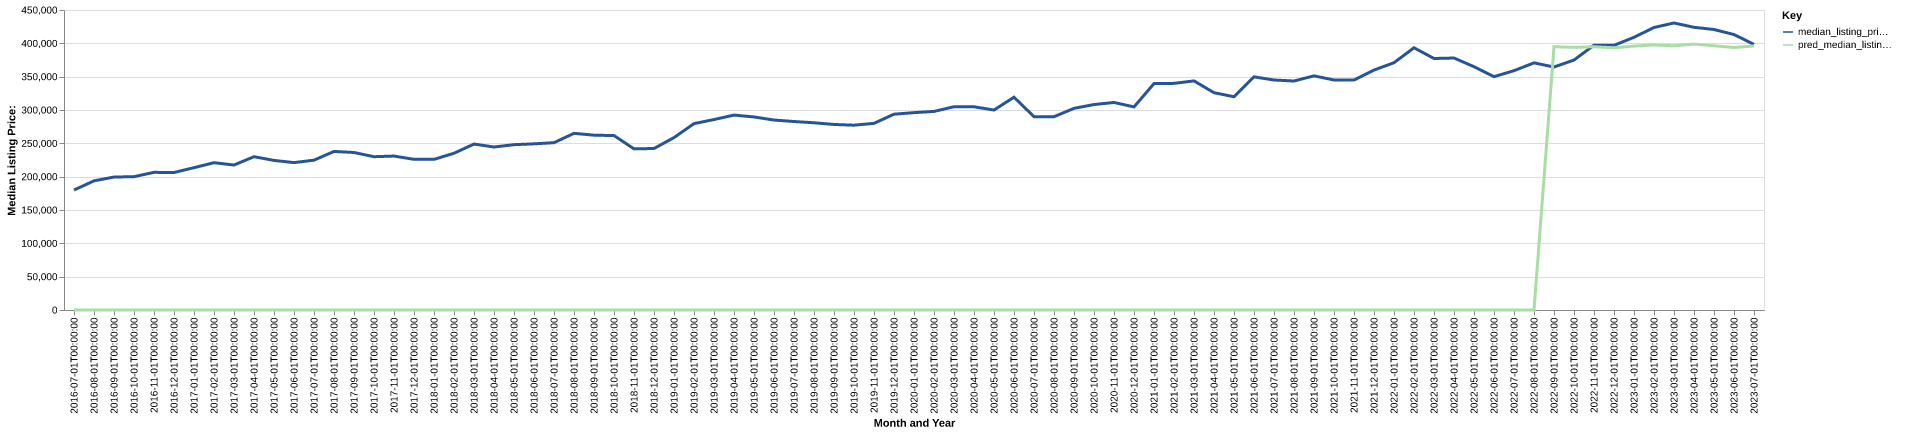 450,000
400,000
350,000
300,000
250,000
200,000
150,000
100,000
50,000
0
Median Listing Price:
2016-07-01T00:00:00
2016-08-01T00:00:00
2016-09-01T00:00:00
2016-10-01T00:00:00
2016-11-01T00:00:00
2016-12-01T00:00:00
2017-01-01T00:00:00
2017-02-01T00:00:00
2017-03-01T00:00:00
2017-04-01T00:00:00
2017-05-01T00:00:00
2017-06-01T00:00:00
2017-07-01T00:00:00
2017-08-01T00:00:00
2017-09-01T00:00:00
2017-10-01T00:00:00
2017-11-01T00:00:00
2017-12-01T00:00:00
2018-01-01T00:00:00
2018-02-01T00:00:00
2018-03-01T00:00:00
2018-04-01T00:00:00
2018-05-01T00:00:00
2018-06-01T00:00:00
2018-07-01T00:00:00
2018-08-01T00:00:00
2018-09-01T00:00:00
2018-10-01T00:00:00
2018-11-01T00:00:00
2018-12-01T00:00:00
2019-01-01T00:00:00
2019-02-01T00:00:00
2019-03-01T00:00:00
2019-04-01T00:00:00
2019-05-01T00:00:00
2019-06-01T00:00:00
2019-07-01T00:00:00
2019-08-01T00:00:00
2019-09-01T00:00:00
2019-10-01T00:00:00
2019-11-01T00:00:00
2019-12-01T00:00:00
2020-01-01T00:00:00
2020-02-01T00:00:00
2020-03-01T00:00:00
2020-04-01T00:00:00
2020-05-01T00:00:00
2020-06-01T00:00:00
2020-07-01T00:00:00
2020-08-01T00:00:00
2020-09-01T00:00:00
2020-10-01T00:00:00
2020-11-01T00:00:00
2020-12-01T00:00:00
2021-01-01T00:00:00
2021-02-01T00:00:00
2021-03-01T00:00:00
2021-04-01T00:00:00
2021-05-01T00:00:00
2021-06-01T00:00:00
2021-07-01T00:00:00
2021-08-01T00:00:00
2021-09-01T00:00:00
2021-10-01T00:00:00
2021-11-01T00:00:00
2021-12-01T00:00:00
2022-01-01T00:00:00
2022-02-01T00:00:00
2022-03-01T00:00:00
2022-04-01T00:00:00
2022-05-01T00:00:00
2022-06-01T00:00:00
2022-07-01T00:00:00
2022-08-01T00:00:00
2022-09-01T00:00:00
2022-10-01T00:00:00
2022-11-01T00:00:00
2022-12-01T00:00:00
2023-01-01T00:00:00
2023-02-01T00:00:00
2023-03-01T00:00:00
2023-04-01T00:00:00
2023-05-01T00:00:00
2023-06-01T00:00:00
2023-07-01T00:00:00
Month and Year
Key
median_listing_pri…
pred_median_listin…